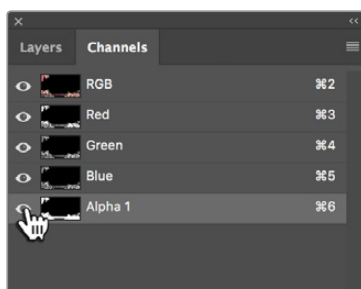 Layers Channels
RGB ⌘2
Red ⌘3
Green ⌘4
Blue ⌘5
Alpha 1 ⌘6